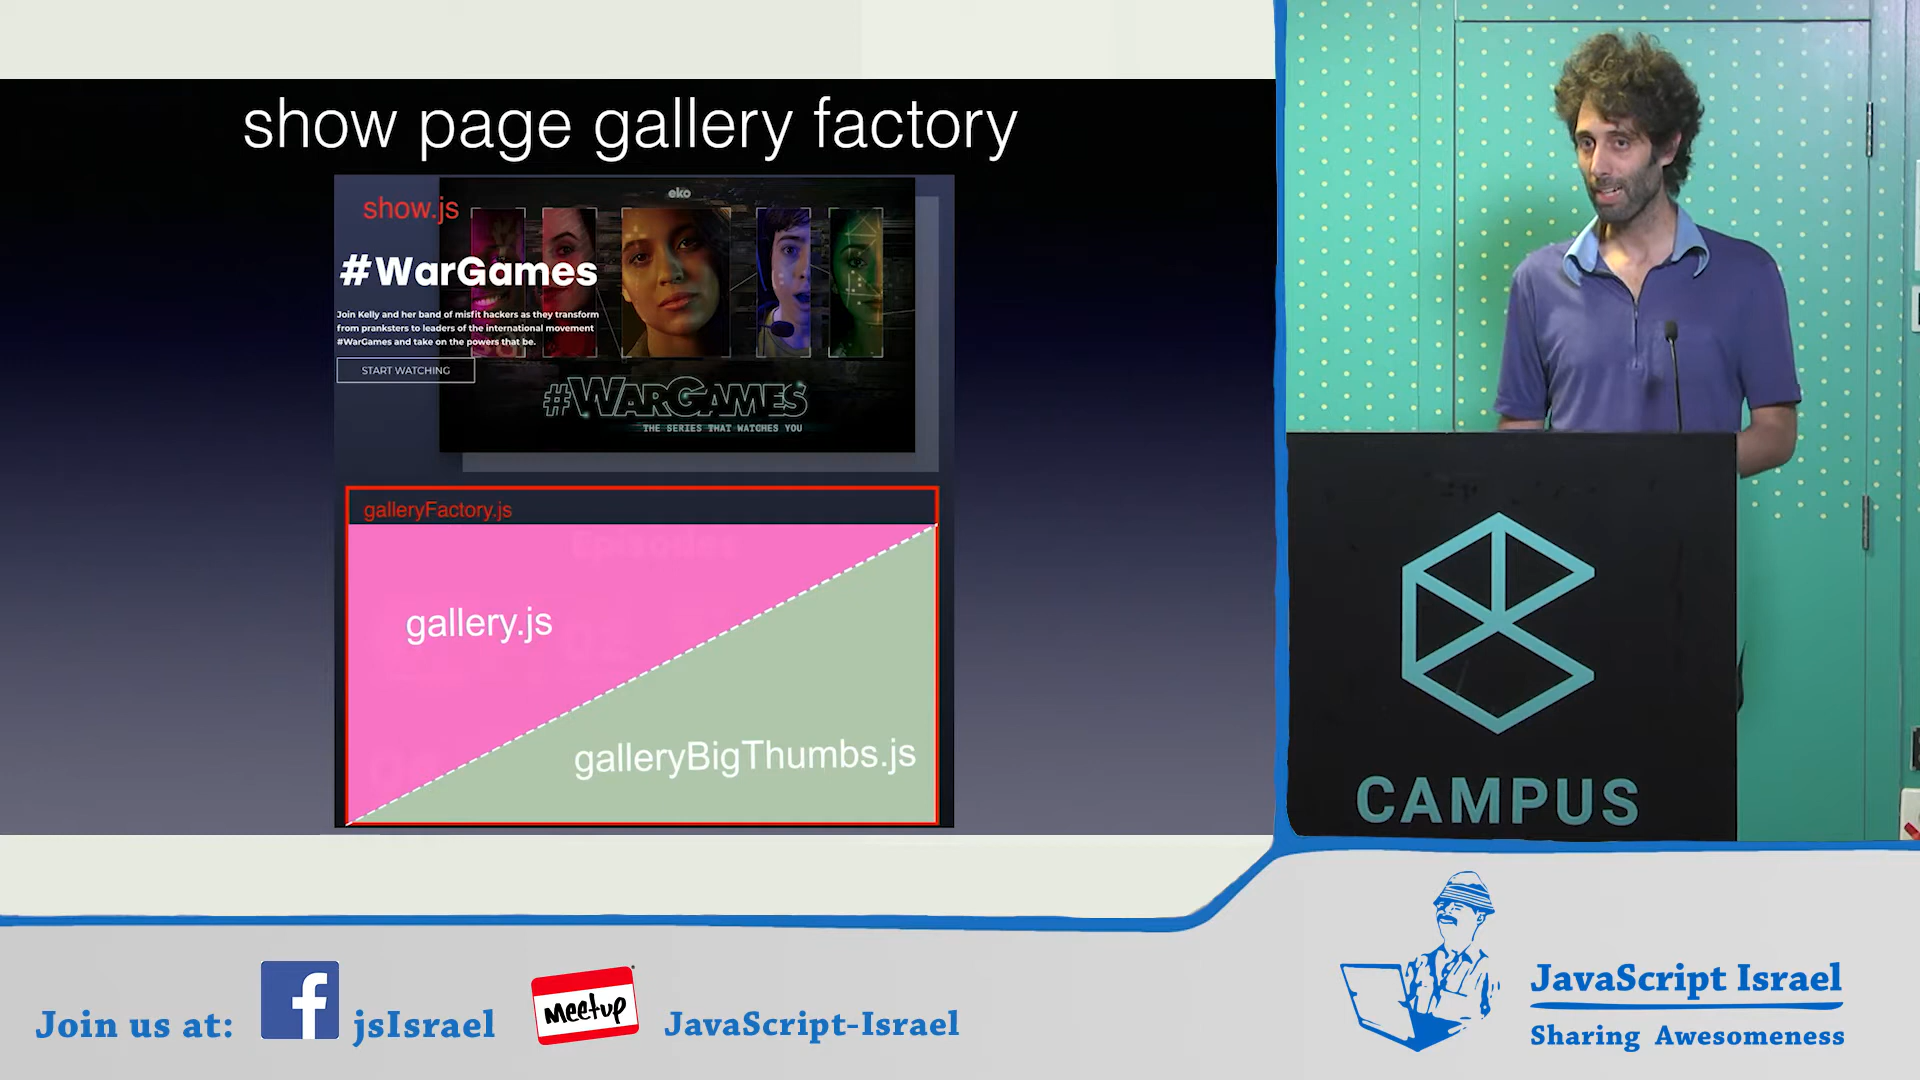 show page gallery factory
eko
show.js
#WarGames
Join Kelly and her band of misfit hackers as they transform
from pranksters to leaders of the international movement
#WarGames and take on the powers that be.
START WATCHING
#WARGAMES
THE SERIES THAT WATCHES YOU
galleryFactory.js
Episodes
gallery.js
galleryBigThumbs.js
CAMPUS
Join us at:
f
jsIsrael
meetup
JavaScript-Israel
JavaScript Israel
Sharing Awesomeness